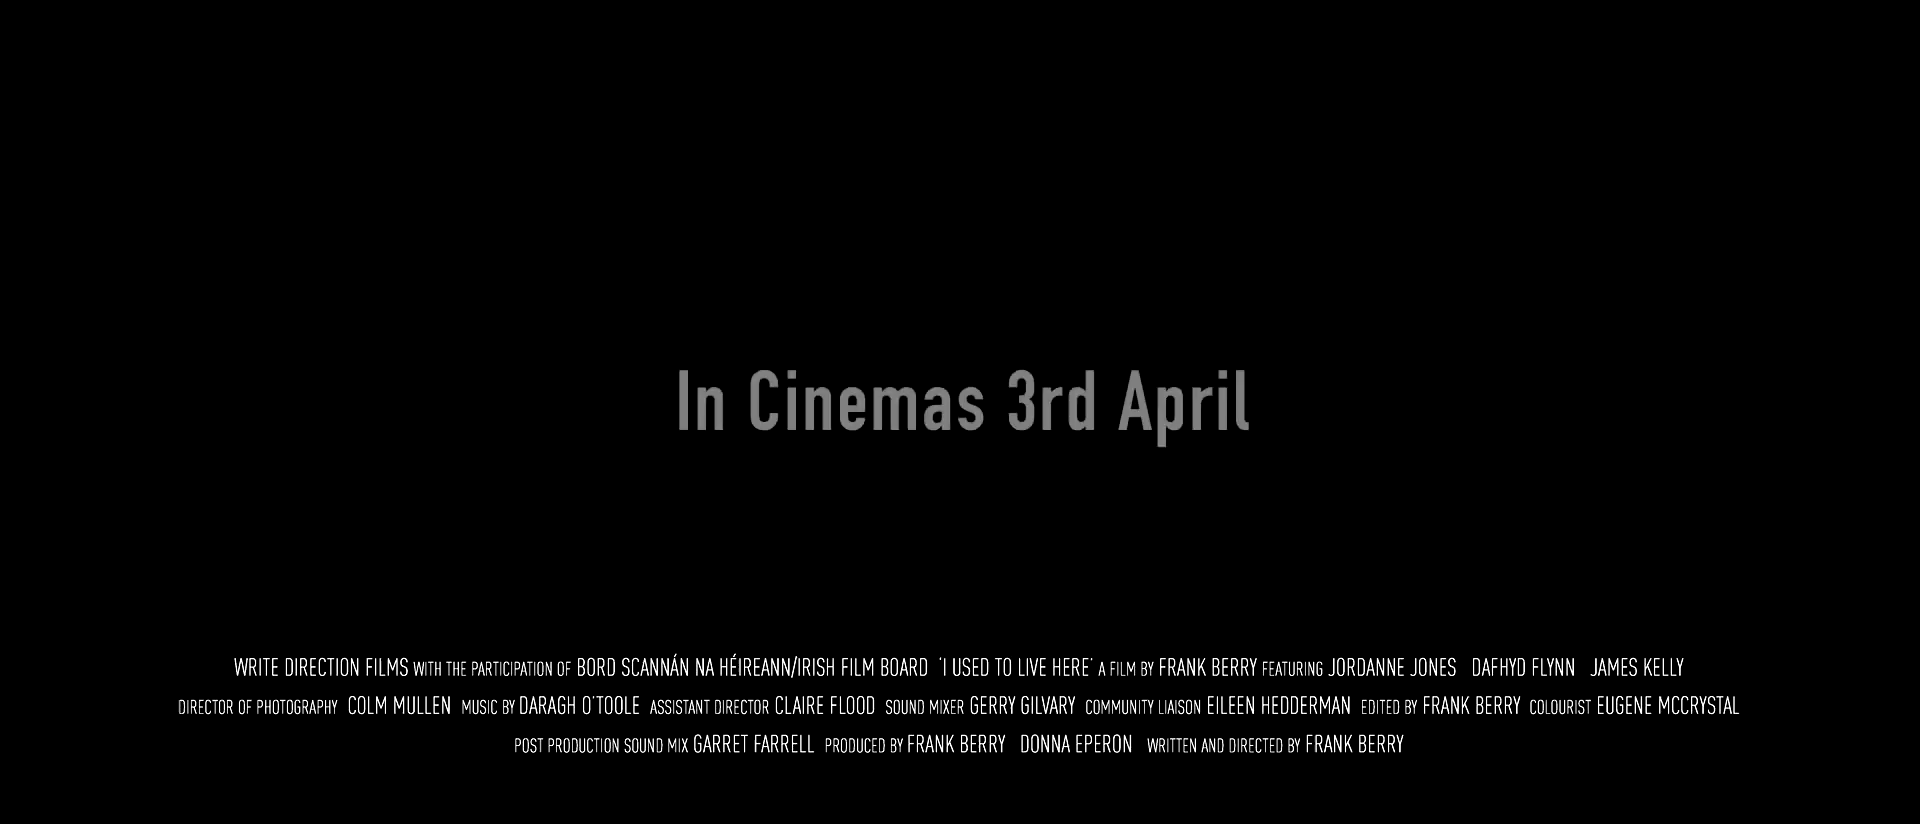 In Cinemas 3rd April
WRITE DIRECTION FILMS WITH THE PARTICIPATION OF BORD SCANNÁN NA HÉIREANN/IRISH FILM BOARD 'I USED TO LIVE HERE' A FILM BY FRANK BERRY FEATURING JORDANNE JONES DAFHYD FLYNN JAMES KELLY
DIRECTOR OF PHOTOGRAPHY COLM MULLEN MUSIC BY DARAGH O'TOOLE ASSISTANT DIRECTOR CLAIRE FLOOD SOUND MIXER GERRY GILVARY COMMUNITY LIAISON EILEEN HEDDERMAN EDITED BY FRANK BERRY COLOURIST EUGENE MCCRYSTAL
POST PRODUCTION SOUND MIX GARRET FARRELL PRODUCED BY FRANK BERRY DONNA EPERON WRITTEN AND DIRECTED BY FRANK BERRY